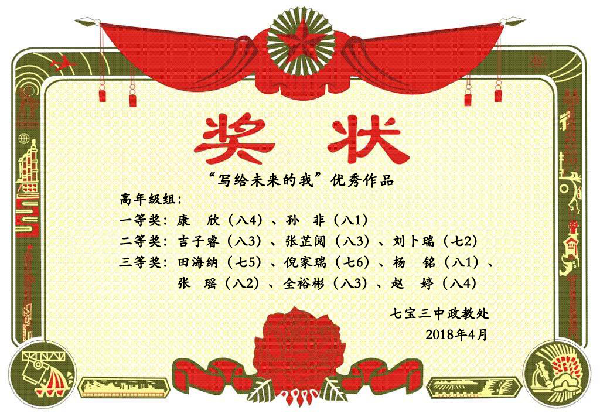 奖 状
“写给未来的我”优秀作品
高年级组：
一等奖：康 欣（八4）、孙 非（八1）
二等奖：吉子睿（八3）、张芷闵（八3）、刘卜瑞（七2）
三等奖：田海纳（七5）、倪家瑞（七6）、杨 铭（八1）、
张 瑶（八2）、全裕彬（八3）、赵 婷（八4）
七宝三中政教处
2018年4月